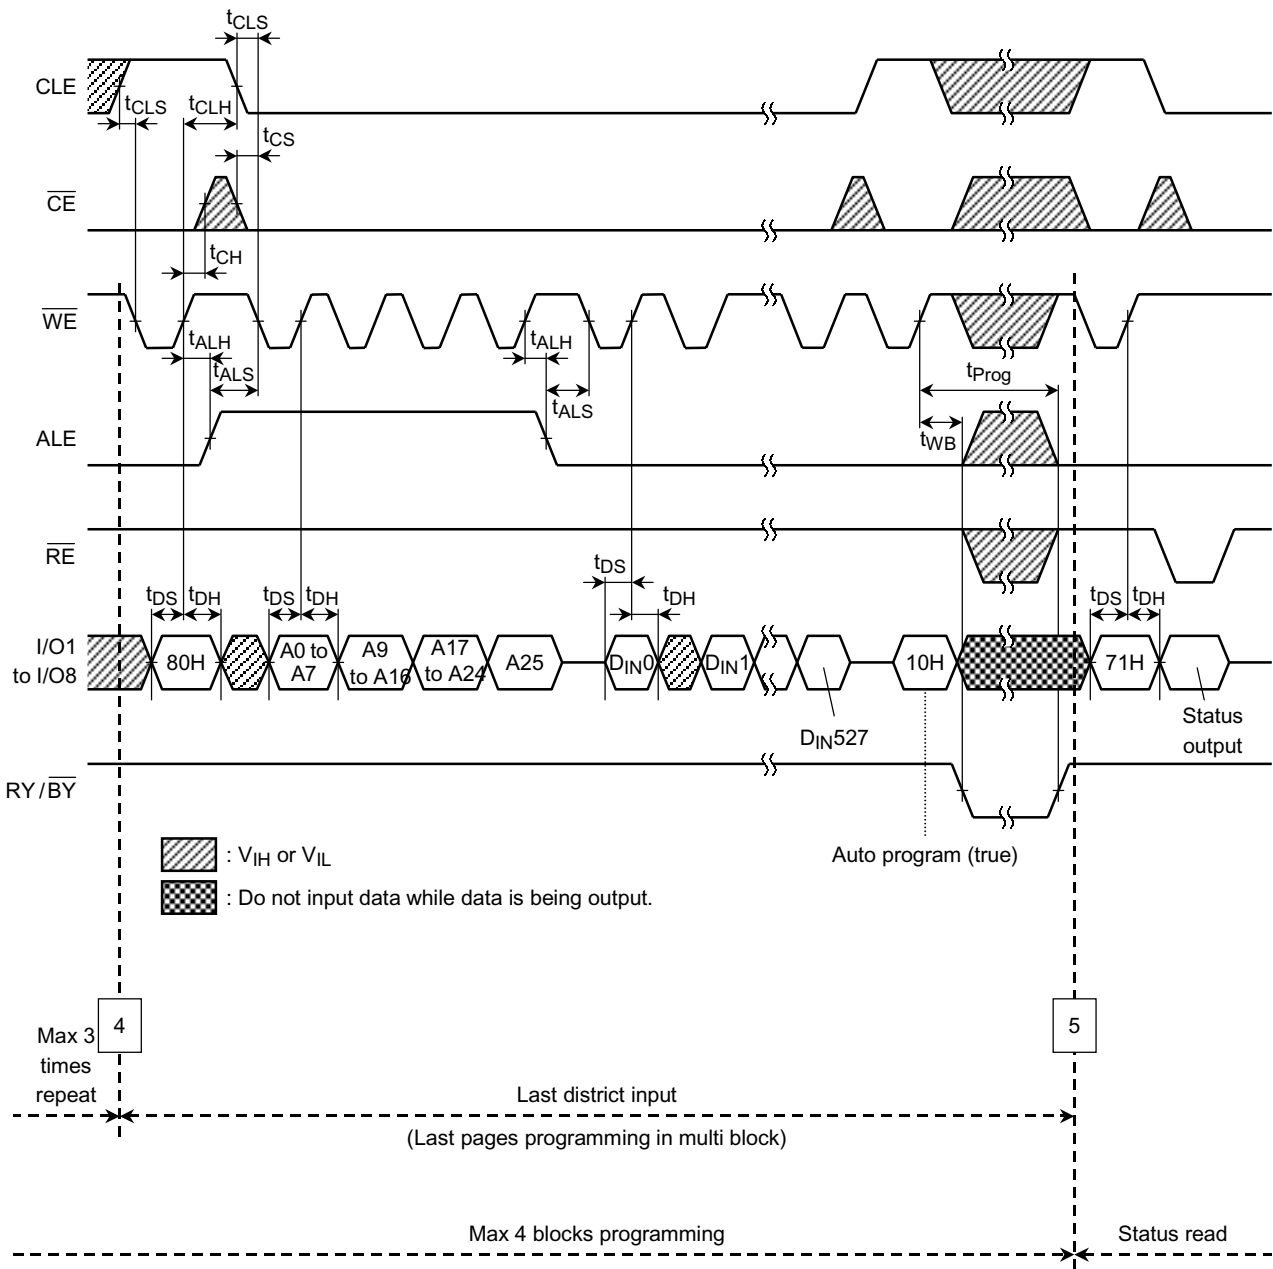 tCLS
CLE
tCLS
tCLH
tCS
CE
tCH
WE
tALH
tALH
tALS
tProg
tALS
ALE
tWB
RE
tDS
tDS
tDH
tDS
tDH
tDH
tDS
tDH
I/O1
to I/O8
80H
A0 to
A7
A9
to A16
A17
to A24
A25
DIN0
DIN1
10H
71H
DIN527
Status
output
RY/BY
Auto program (true)
: VIH or VIL
: Do not input data while data is being output.
4
5
Max 3
times
repeat
Last district input
(Last pages programming in multi block)
Max 4 blocks programming
Status read